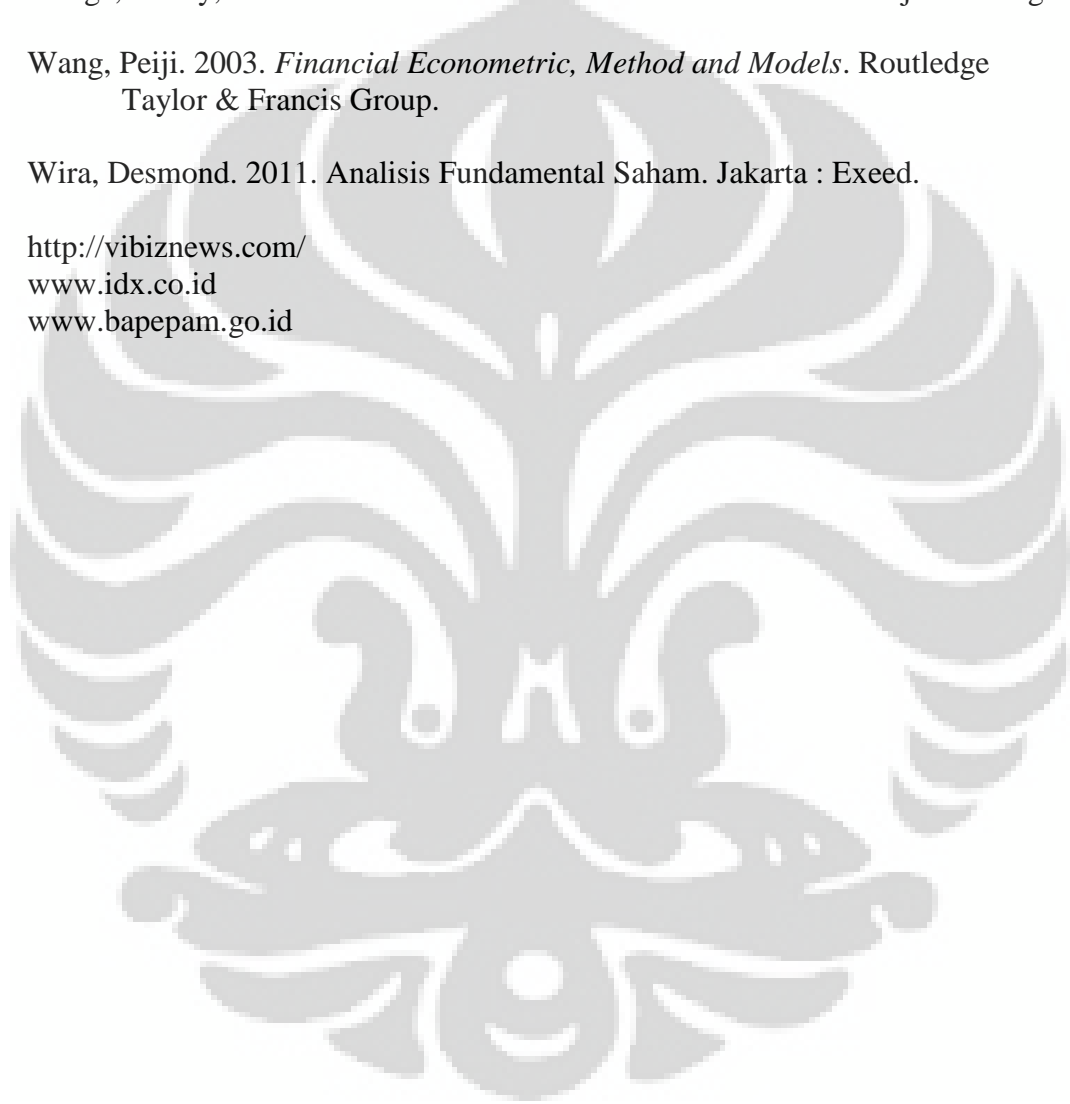 Wang, Peiji. 2003. Financial Econometric, Method and Models. Routledge
Taylor & Francis Group.
Wira, Desmond. 2011. Analisis Fundamental Saham. Jakarta : Exeed.
http://vibiznews.com/
www.idx.co.id
www.bapepam.go.id